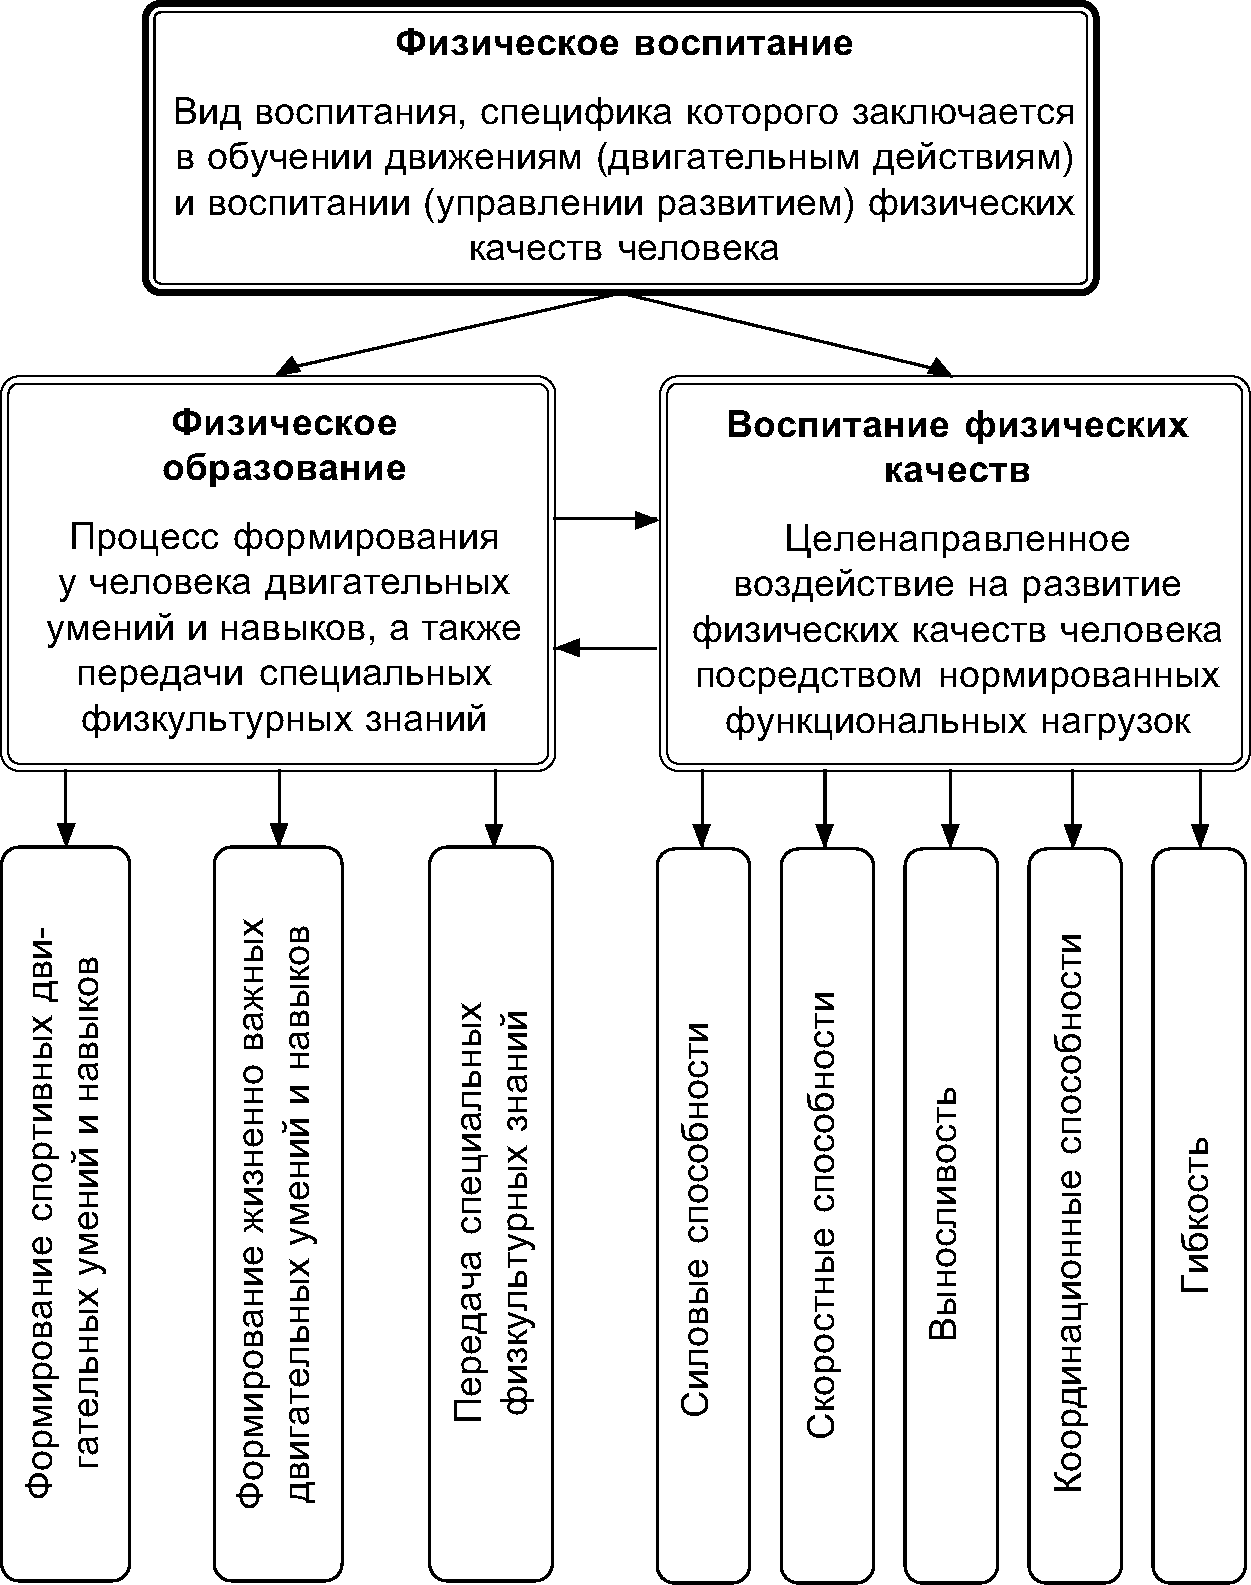 Физическое воспитание
Вид воспитания, специфика которого заключается
в обучении движениям (двигательным действиям)
и воспитании (управлении развитием) физических
качеств человека
Физическое
образование
Процесс формирования
у человека двигательных
умений и навыков, а также
передачи специальных
физкультурных знаний
Воспитание физических
качеств
Целенаправленное
воздействие на развитие
физических качеств человека
посредством нормированных
функциональных нагрузок
Формирование спортивных дви-
гательных умений и навыков
Формирование жизненно важных
двигательных умений и навыков
Передача специальных
физкультурных знаний
Силовые способности
Скоростные способности
Выносливость
Координационные способности
Гибкость